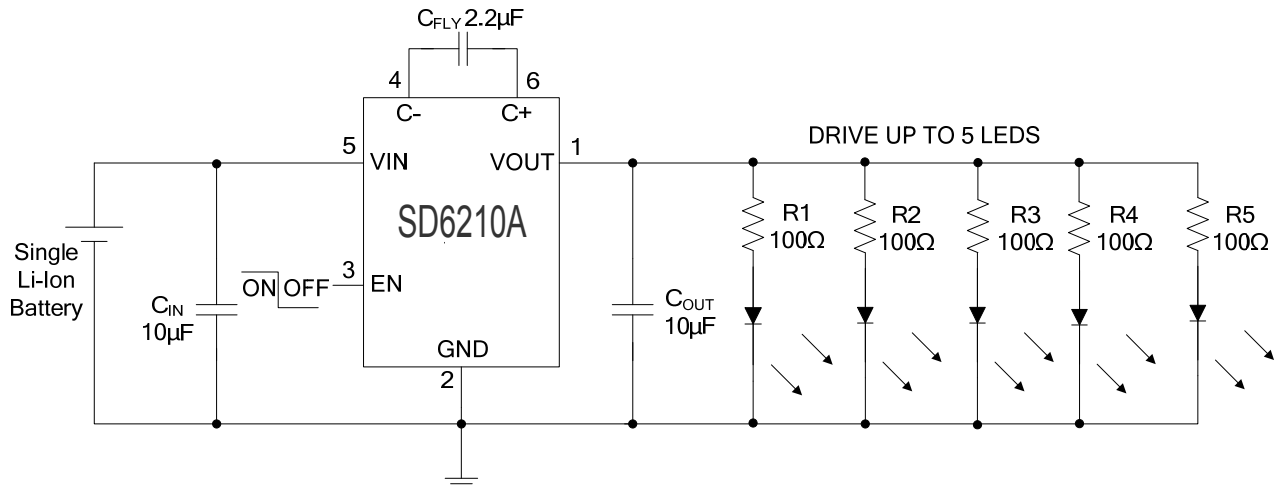 CFLY 2.2µF
4
6
C-
C+
DRIVE UP TO 5 LEDS
5
VIN
VOUT
1
SD6210A
R1
100Ω
R2
100Ω
R3
100Ω
R4
100Ω
R5
100Ω
Single
Li-Ion
Battery
ON OFF
3
EN
CIN
10µF
COUT
10µF
GND
2